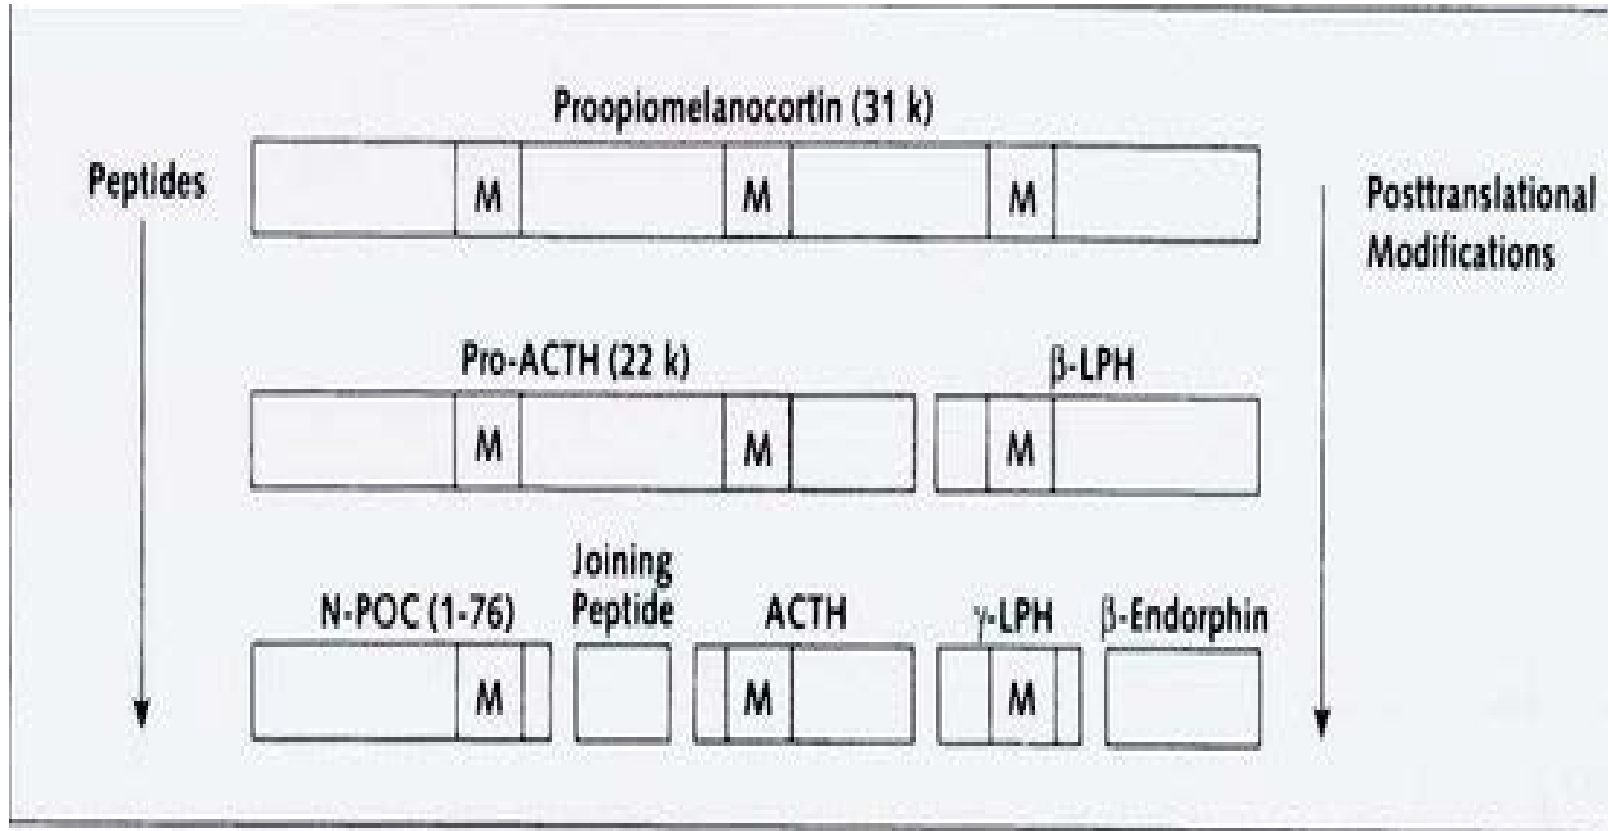 Proopiomelanocortin (31 k)
Peptides
M M M
Posttranslational
Modifications
Pro-ACTH (22 k) β-LPH
M M M
Joining
N-POC (1-76) Peptide ACTH γ-LPH β-Endorphin
M M M